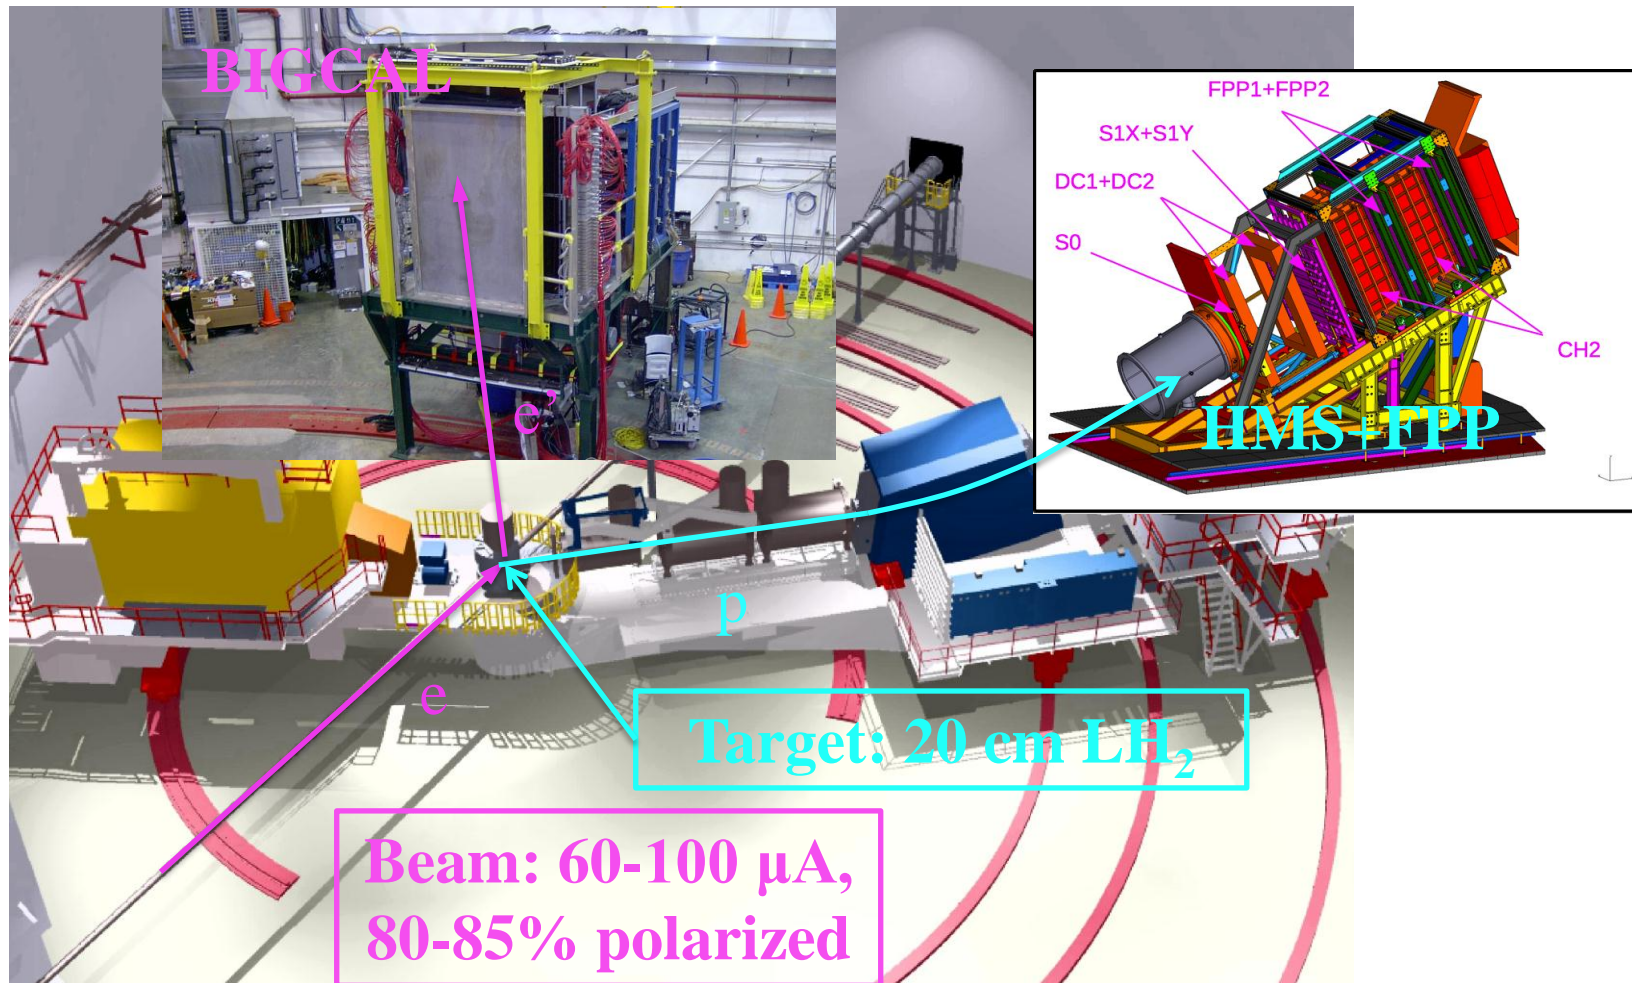 BIGCAL
FPP1+FPP2
S1X+S1Y
DC1+DC2
S0
CH2
HMS+FPP
e’
p
e
Target: 20 cm LH₂
Beam: 60-100 μA,
80-85% polarized